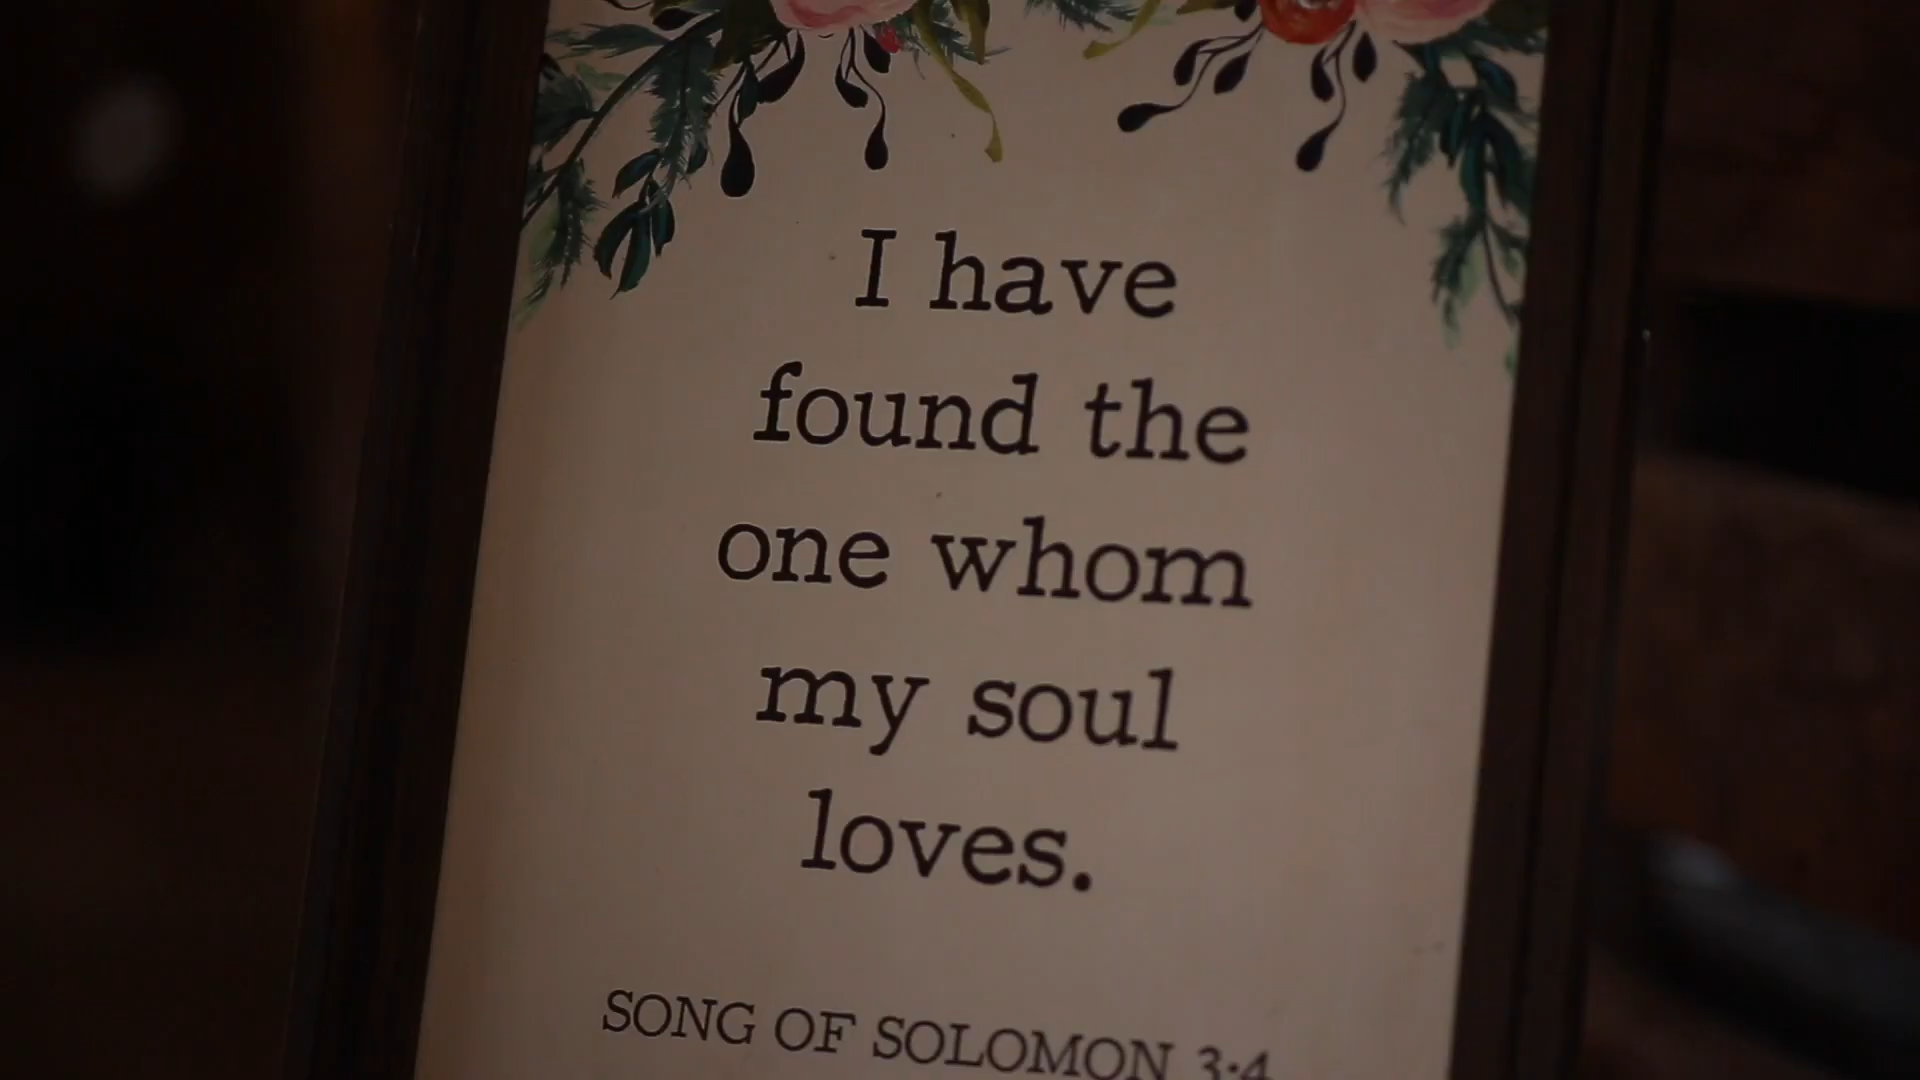 I have
found the
one whom
my soul
loves.
SONG OF SOLOMON 3:4